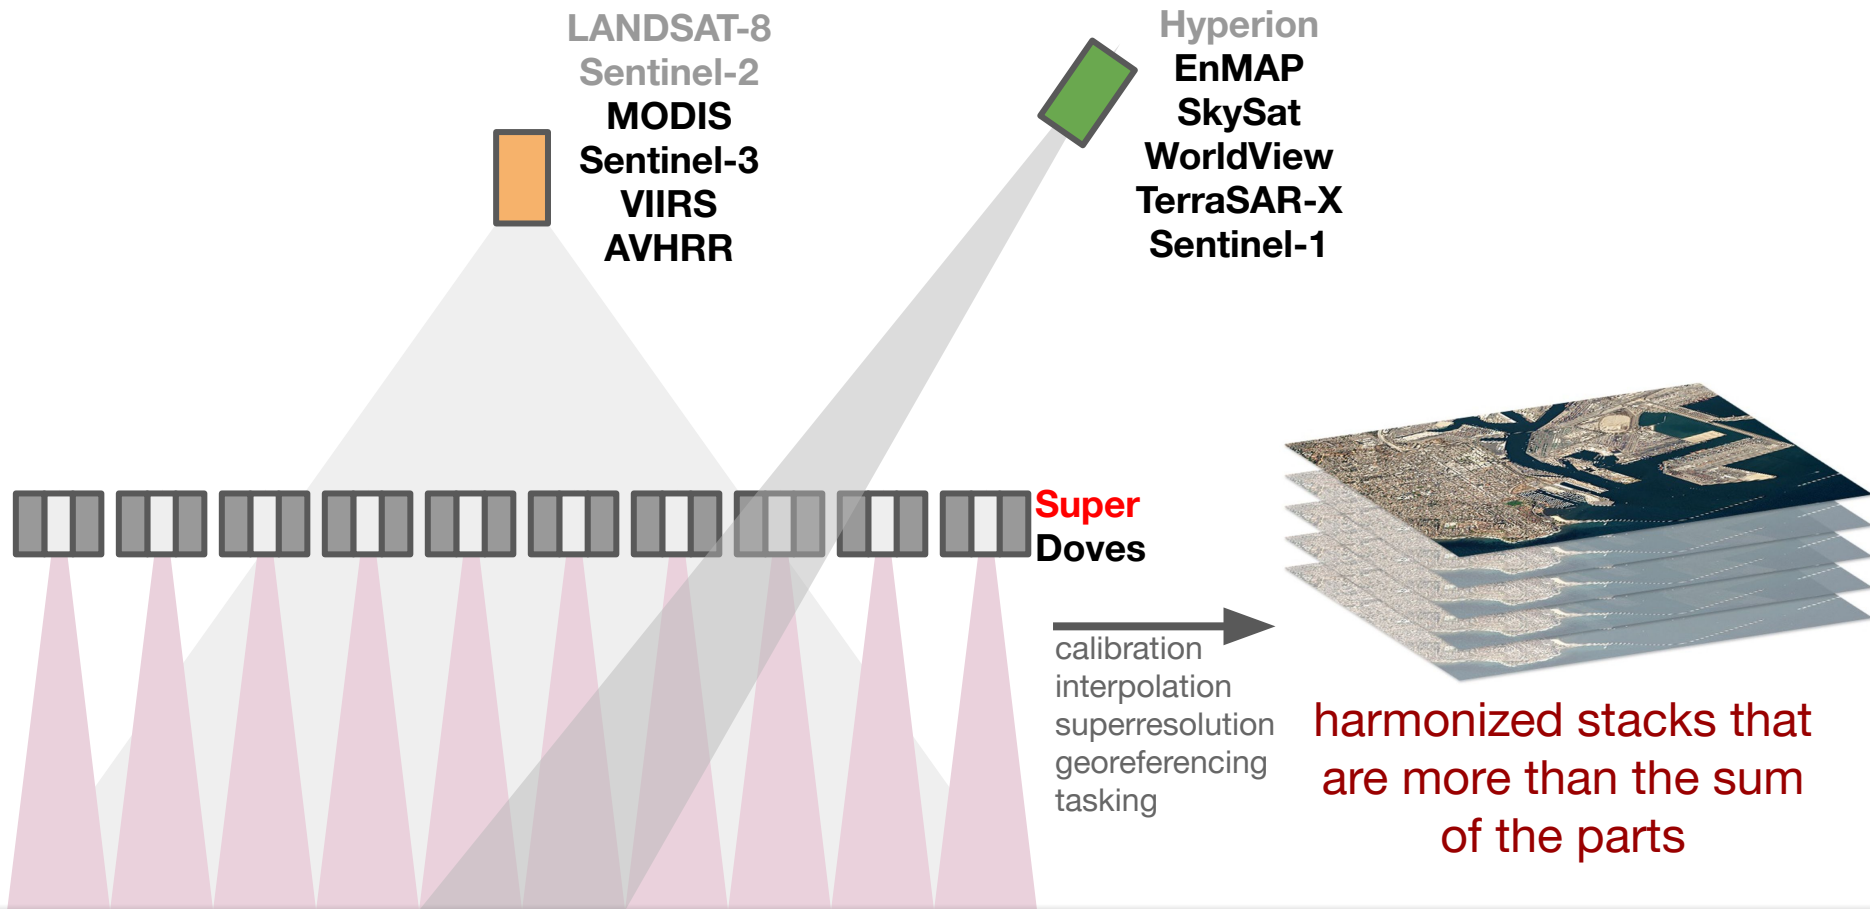 LANDSAT-8
Sentinel-2
MODIS
Sentinel-3
VIIRS
AVHRR
Hyperion
EnMAP
SkySat
WorldView
TerraSAR-X
Sentinel-1
Super
Doves
calibration
interpolation
superresolution
georeferencing
tasking
harmonized stacks that
are more than the sum
of the parts